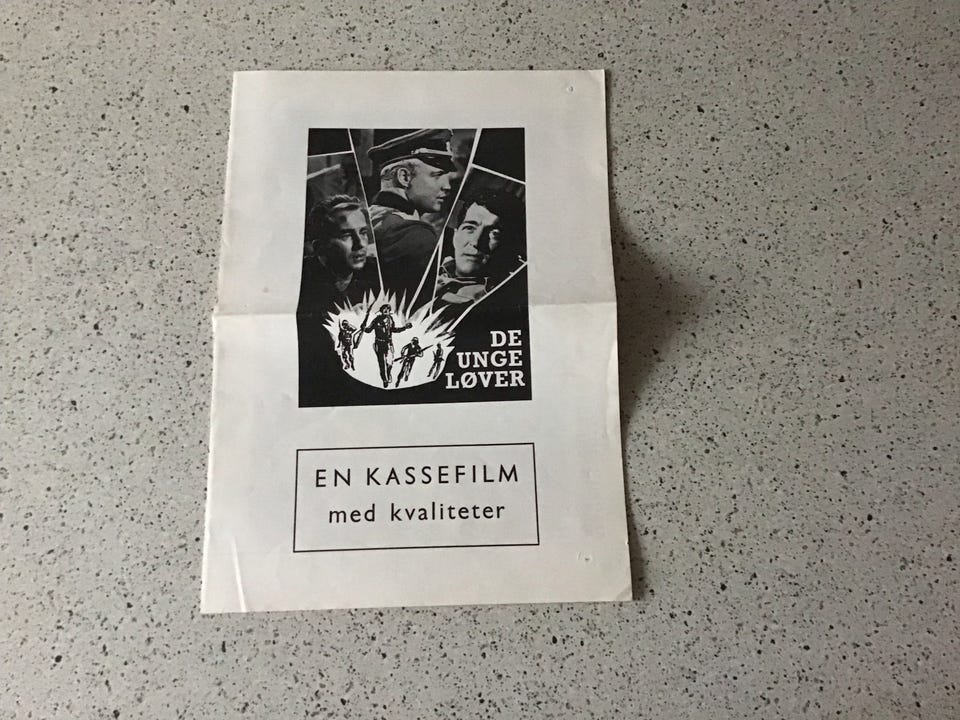 DE
UNGE
LØVER
EN KASSEFILM
med kvaliteter